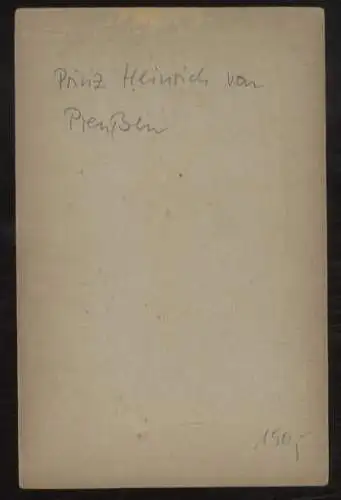 Prinz Heinrich von
Preußen
150,-